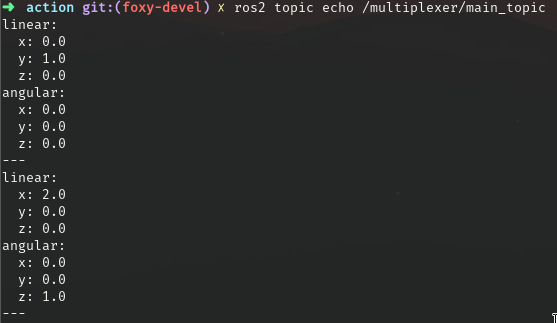 ➜ action git:(foxy-devel) ✗ ros2 topic echo /multiplexer/main_topic
linear:
  x: 0.0
  y: 1.0
  z: 0.0
angular:
  x: 0.0
  y: 0.0
  z: 0.0
---
linear:
  x: 2.0
  y: 0.0
  z: 0.0
angular:
  x: 0.0
  y: 0.0
  z: 1.0
---